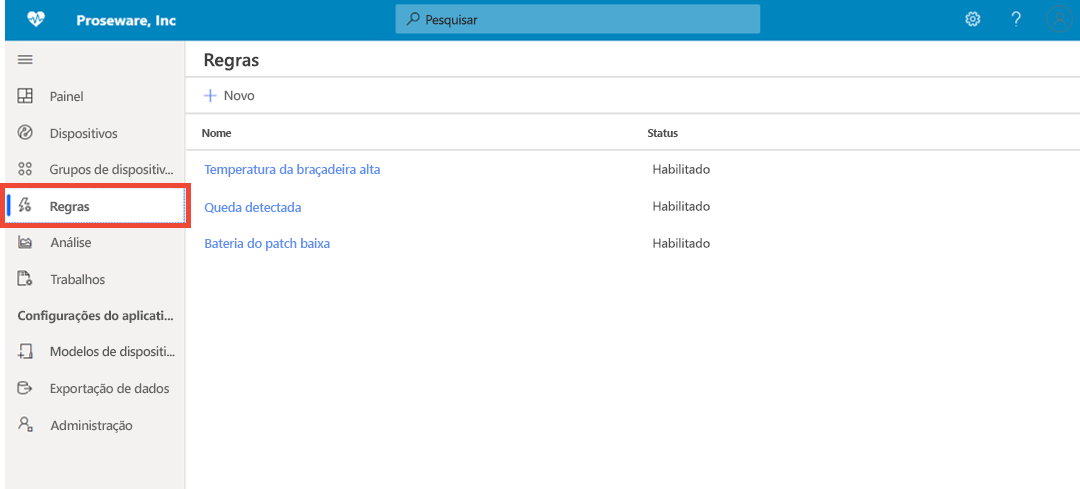 Proseware, Inc
Pesquisar
?
Painel
Dispositivos
Grupos de dispositiv...
Regras
Análise
Trabalhos
Configurações do aplicati...
Modelos de dispositi...
Exportação de dados
Administração
Regras
+ Novo
Nome Status
Temperatura da braçadeira alta Habilitado
Queda detectada Habilitado
Bateria do patch baixa Habilitado